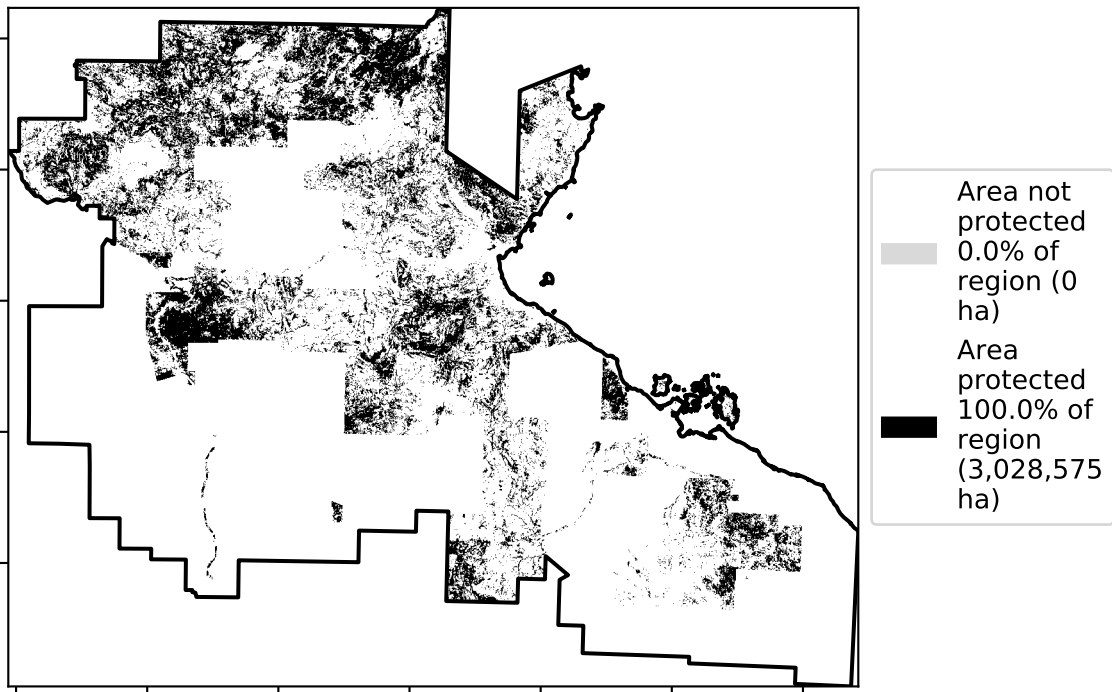 Area not
protected
0.0% of
region (0
ha)
Area
protected
100.0% of
region
(3,028,575
ha)